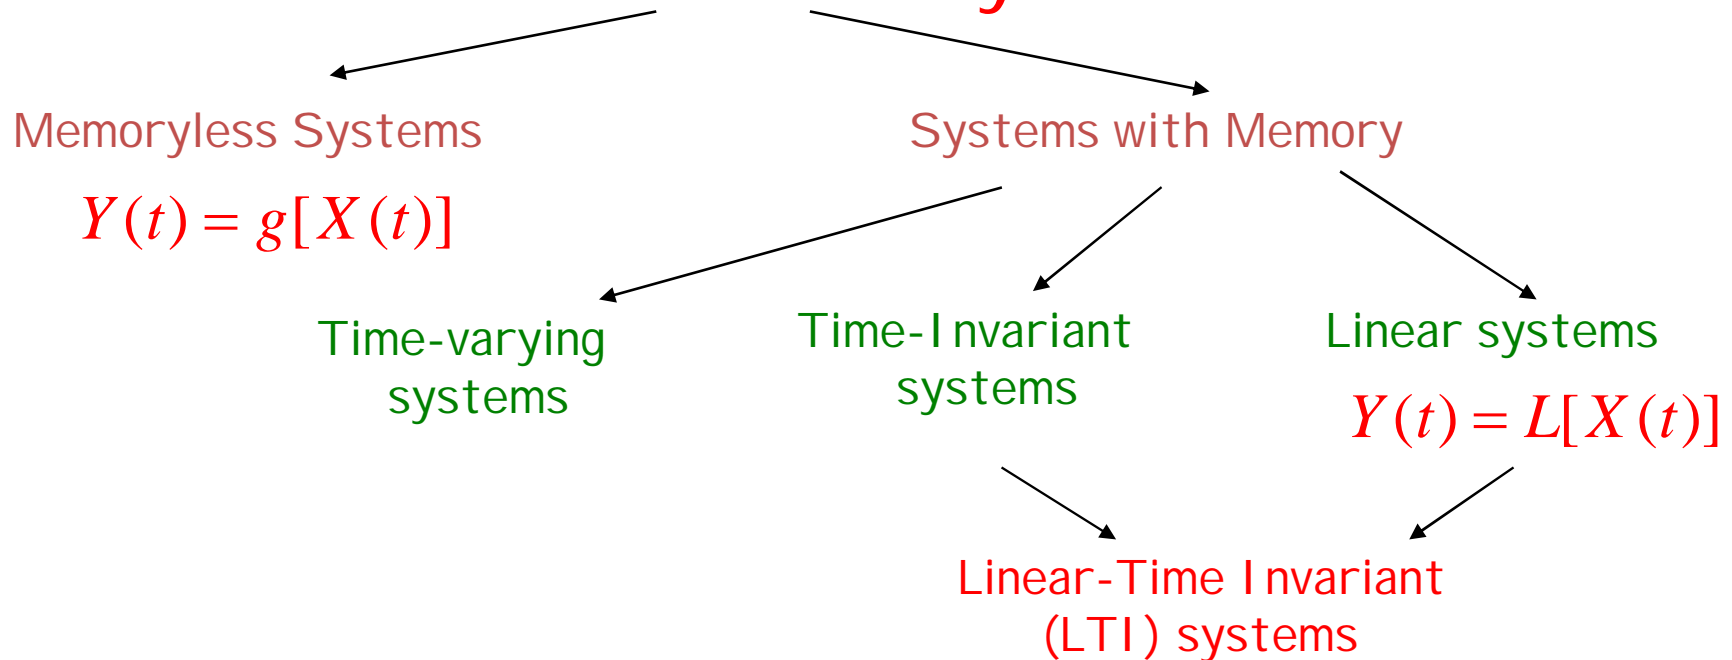 Memoryless Systems
Systems with Memory
Y(t) = g[X(t)]
Time-varying
systems
Time-Invariant
systems
Linear systems
Y(t) = L[X(t)]
Linear-Time Invariant
(LTI) systems